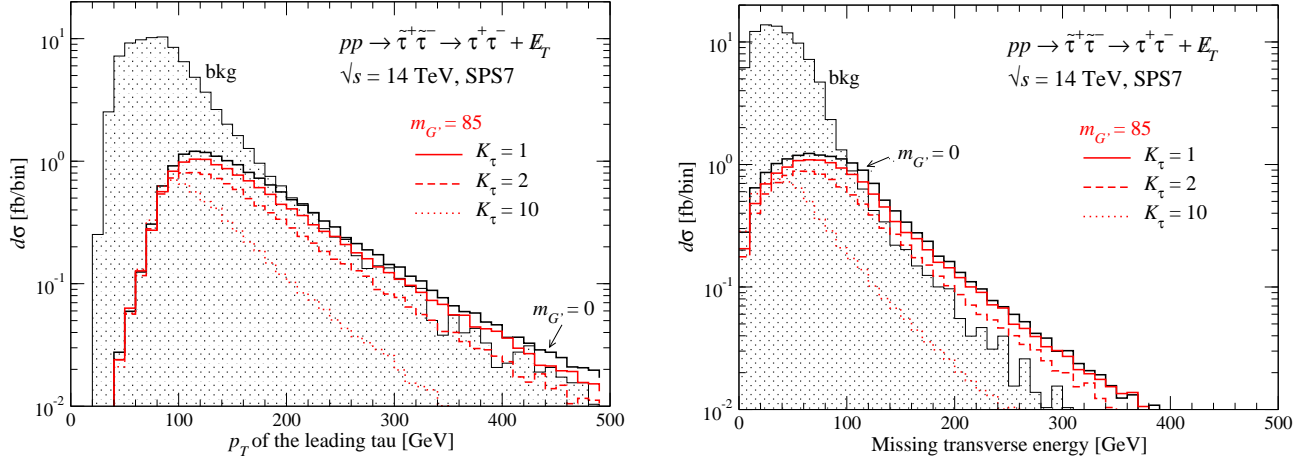 pp → τ̃⁺τ̃⁻ → τ⁺τ⁻ + E̸_T
√s = 14 TeV, SPS7
bkg
m_G' = 85
K_τ = 1
K_τ = 2
K_τ = 10
m_G' = 0
dσ [fb/bin]
10¹
10⁰
10⁻¹
10⁻²
0 100 200 300 400 500
p_T of the leading tau [GeV]
pp → τ̃⁺τ̃⁻ → τ⁺τ⁻ + E̸_T
√s = 14 TeV, SPS7
bkg
m_G' = 85
m_G' = 0
K_τ = 1
K_τ = 2
K_τ = 10
dσ [fb/bin]
10¹
10⁰
10⁻¹
10⁻²
0 100 200 300 400 500
Missing transverse energy [GeV]